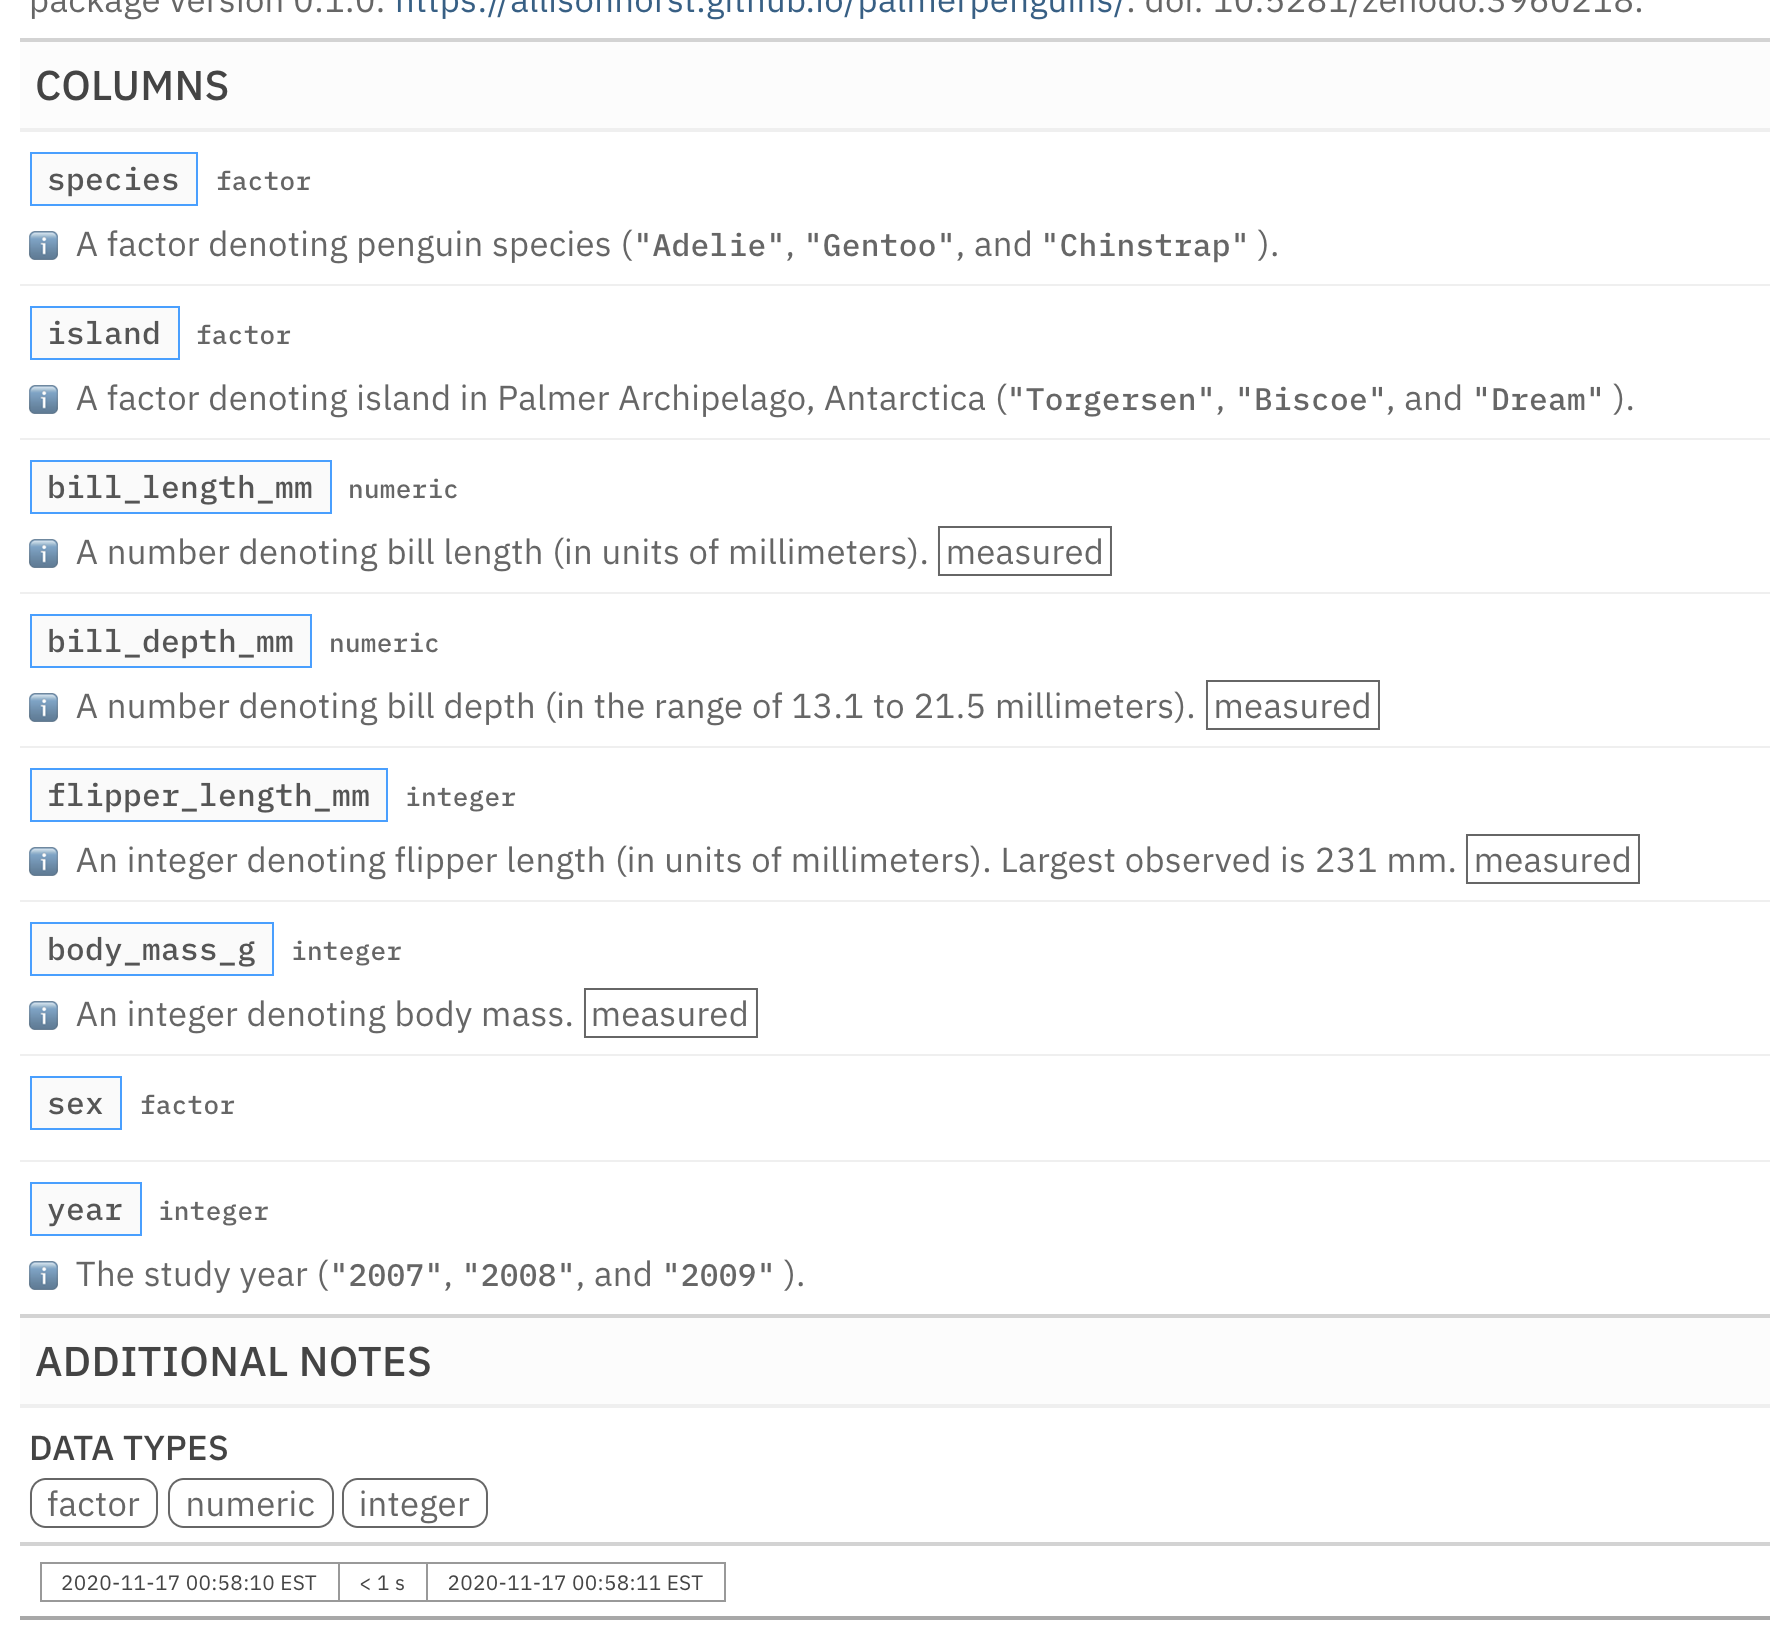 package version 0.1.0. https://allisonhorst.github.io/palmerpenguins/. doi: 10.5281/zenodo.3960218.
COLUMNS
species factor
A factor denoting penguin species ("Adelie", "Gentoo", and "Chinstrap" ).
island factor
A factor denoting island in Palmer Archipelago, Antarctica ("Torgersen", "Biscoe", and "Dream" ).
bill_length_mm numeric
A number denoting bill length (in units of millimeters). measured
bill_depth_mm numeric
A number denoting bill depth (in the range of 13.1 to 21.5 millimeters). measured
flipper_length_mm integer
An integer denoting flipper length (in units of millimeters). Largest observed is 231 mm. measured
body_mass_g integer
An integer denoting body mass. measured
sex factor
year integer
The study year ("2007", "2008", and "2009" ).
ADDITIONAL NOTES
DATA TYPES
factor numeric integer
2020-11-17 00:58:10 EST < 1 s 2020-11-17 00:58:11 EST